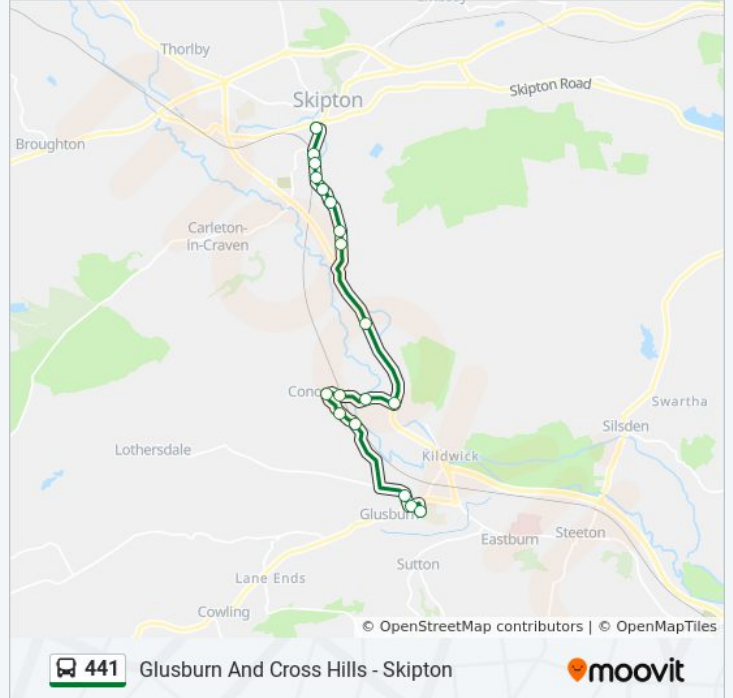 Thorlby
Skipton
Skipton Road
Broughton
Carleton-
in-Craven
Conc
Swartha
Silsden
Lothersdale
Kildwick
Glusburn
Eastburn
Steeton
Sutton
Lane Ends
Cowling
© OpenStreetMap contributors | © OpenMapTiles
441 Glusburn And Cross Hills - Skipton
moovit